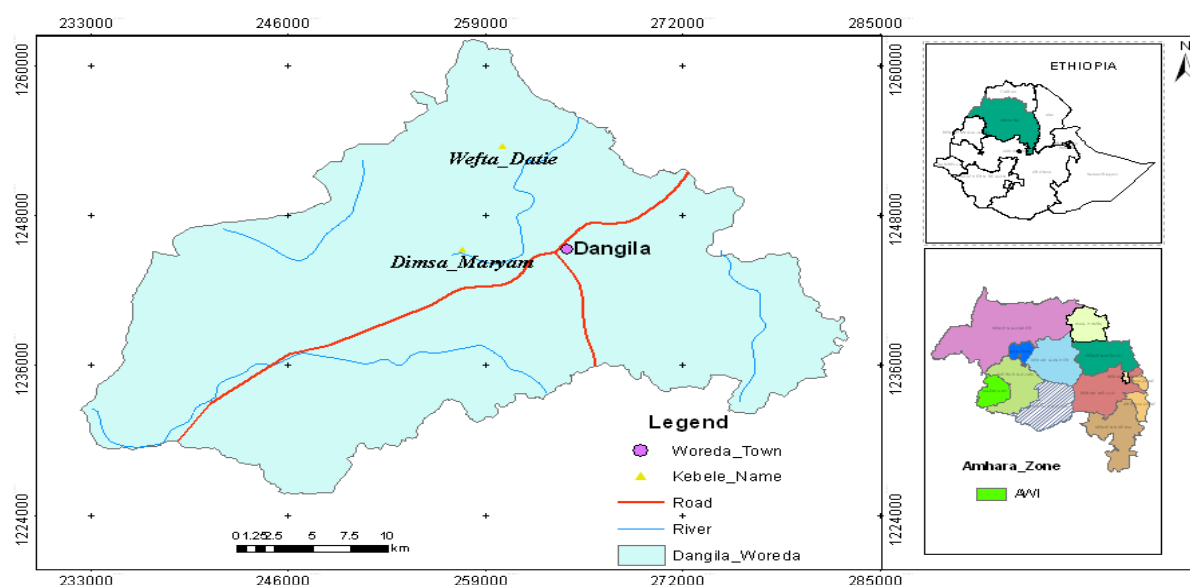 233000 246000 259000 272000 285000
1260000 1260000
1248000 1248000
1236000 1236000
1224000 1224000
Wefta_Datie
Dangila
Dimsa_Maryam
Legend
Woreda_Town
Kebele_Name
Road
River
Dangila_Woreda
0 1.25 2.5 5 7.5 10
km
233000 246000 259000 272000 285000
N
ETHIOPIA
Amhara_Zone
AWI